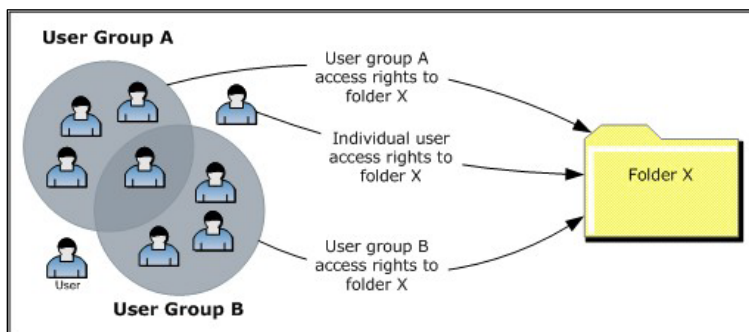 User Group A
User group A
access rights to
folder X
Individual user
access rights to
folder X
Folder X
User group B
access rights to
folder X
User
User Group B